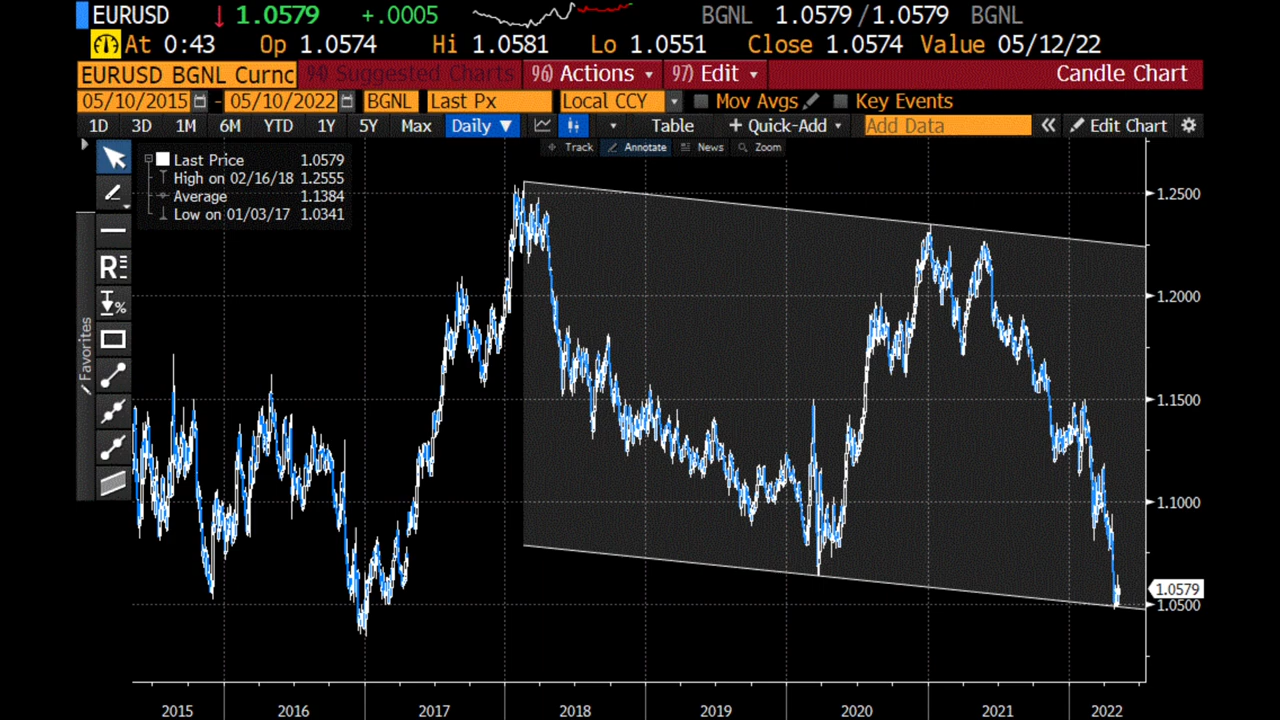 EURUSD ↓ 1.0579 +.0005 BGNL 1.0579/1.0579 BGNL
At 0:43 Op 1.0574 Hi 1.0581 Lo 1.0551 Close 1.0574 Value 05/12/22
EURUSD BGNL Curnc 94) Suggested Charts 96) Actions 97) Edit Candle Chart
05/10/2015 - 05/10/2022 BGNL Last Px Local CCY Mov Avgs Key Events
1D 3D 1M 6M YTD 1Y 5Y Max Daily ▼ Table + Quick-Add Add Data « Edit Chart
Track Annotate News Zoom
Last Price 1.0579
High on 02/16/18 1.2555
Average 1.1384
Low on 01/03/17 1.0341
R
%
Favorites
1.2500
1.2000
1.1500
1.1000
1.0579
1.0500
2015 2016 2017 2018 2019 2020 2021 2022